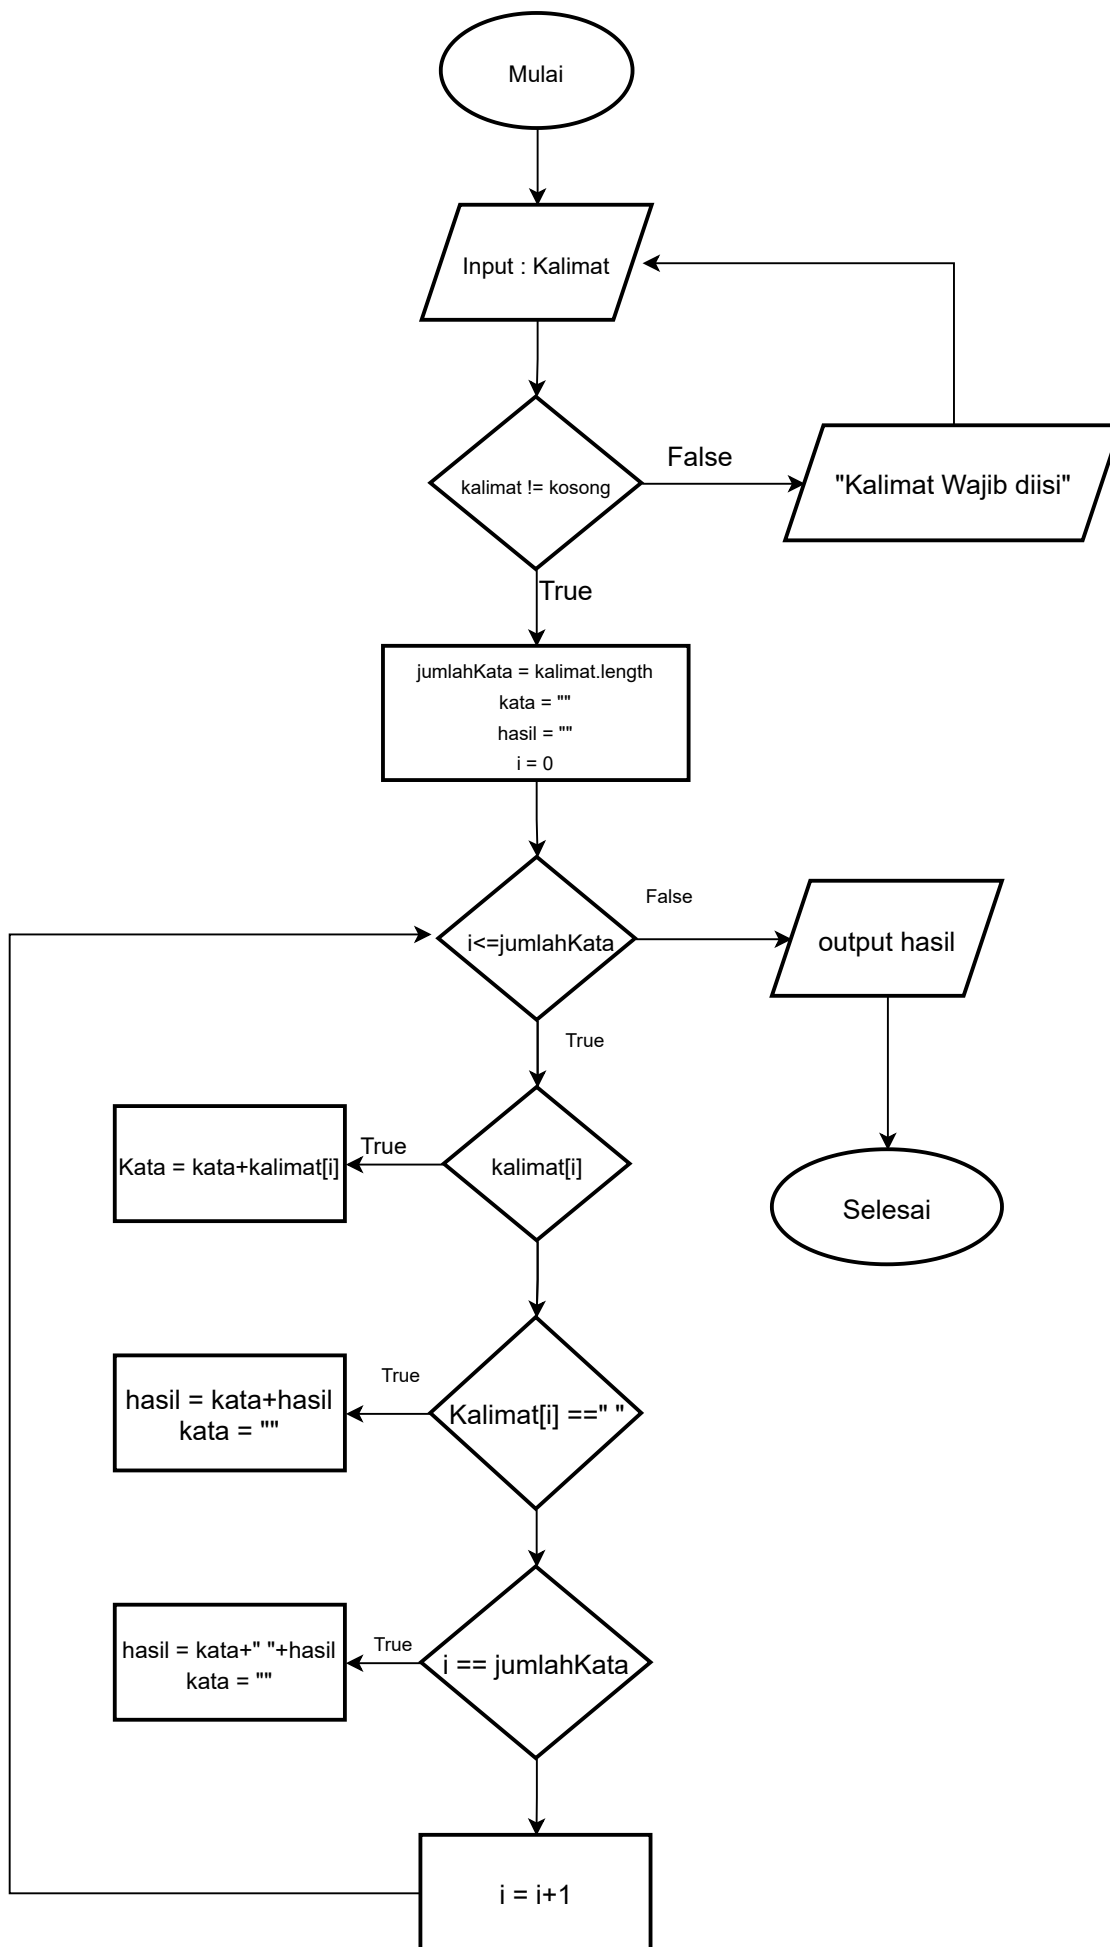 Mulai
Input : Kalimat
kalimat != kosong
False
"Kalimat Wajib diisi"
True
jumlahKata = kalimat.length
kata = ""
hasil = ""
i = 0
i<=jumlahKata
False
output hasil
True
kalimat[i]
True
Kata = kata+kalimat[i]
Selesai
Kalimat[i] ==" "
True
hasil = kata+hasil
kata = ""
i == jumlahKata
True
hasil = kata+" "+hasil
kata = ""
i = i+1